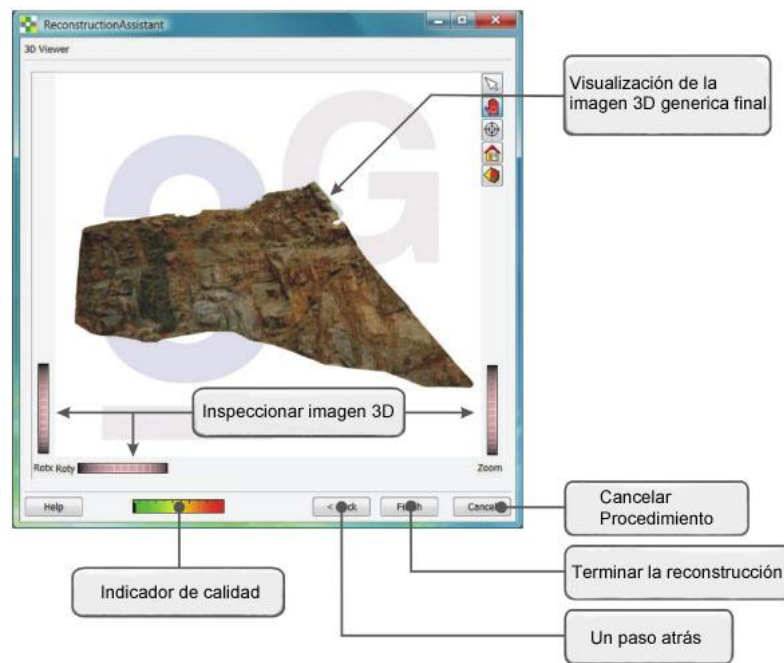 ReconstructionAssistant
3D Viewer
3G
Visualización de la
imagen 3D generica final
Inspeccionar imagen 3D
Rotx Roty
Zoom
Help
< Back
Finish
Cancel
Cancelar
Procedimiento
Indicador de calidad
Terminar la reconstrucción
Un paso atrás